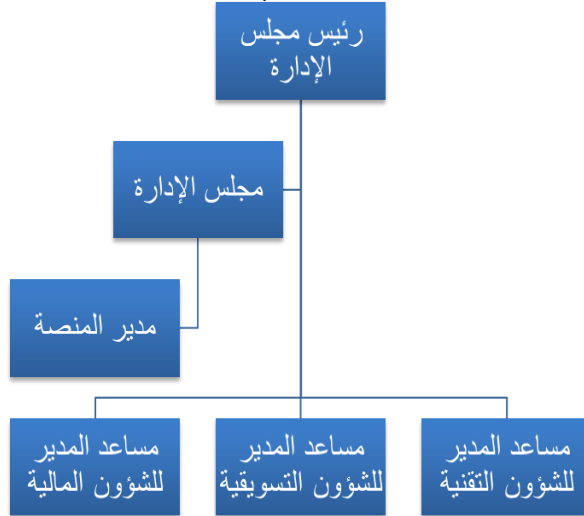 رئيس مجلس
الإدارة
مجلس الإدارة
مدير المنصة
مساعد المدير
للشؤون التقنية
مساعد المدير
للشؤون التسويقية
مساعد المدير
للشؤون المالية